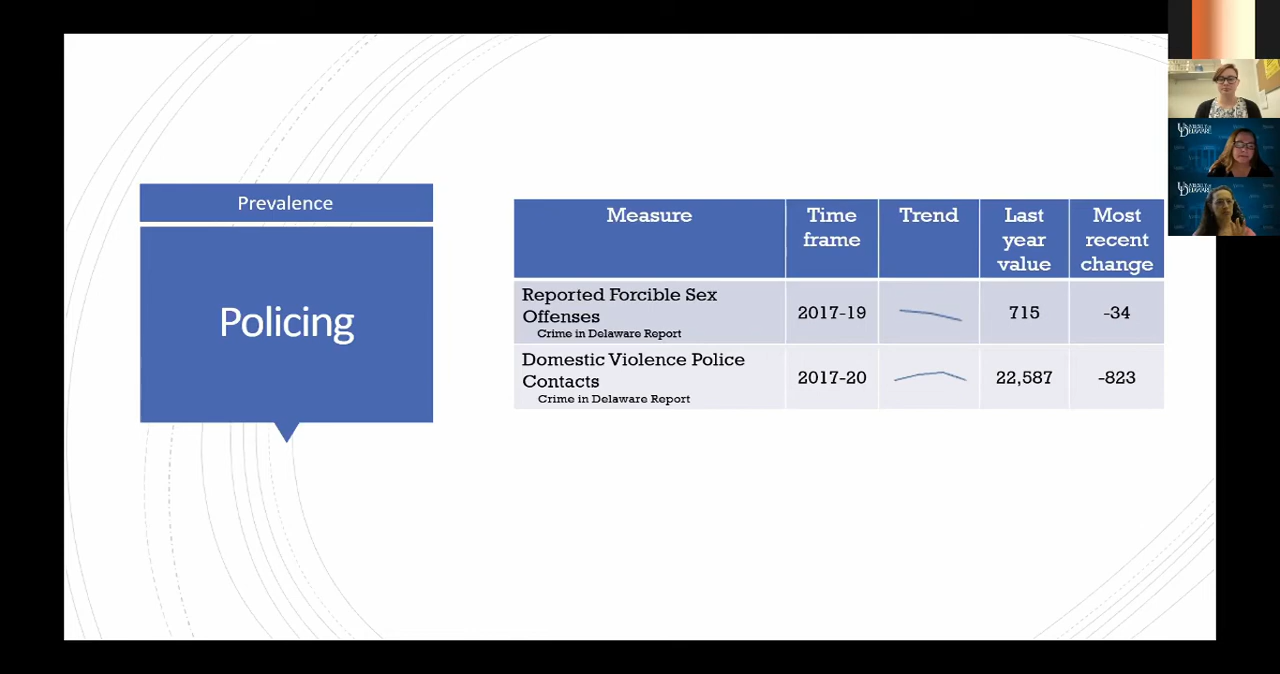 Prevalence
Policing
Measure
Time
frame
Trend
Last
year
value
Most
recent
change
Reported Forcible Sex
Offenses
Crime in Delaware Report
2017-19
715
-34
Domestic Violence Police
Contacts
Crime in Delaware Report
2017-20
22,587
-823